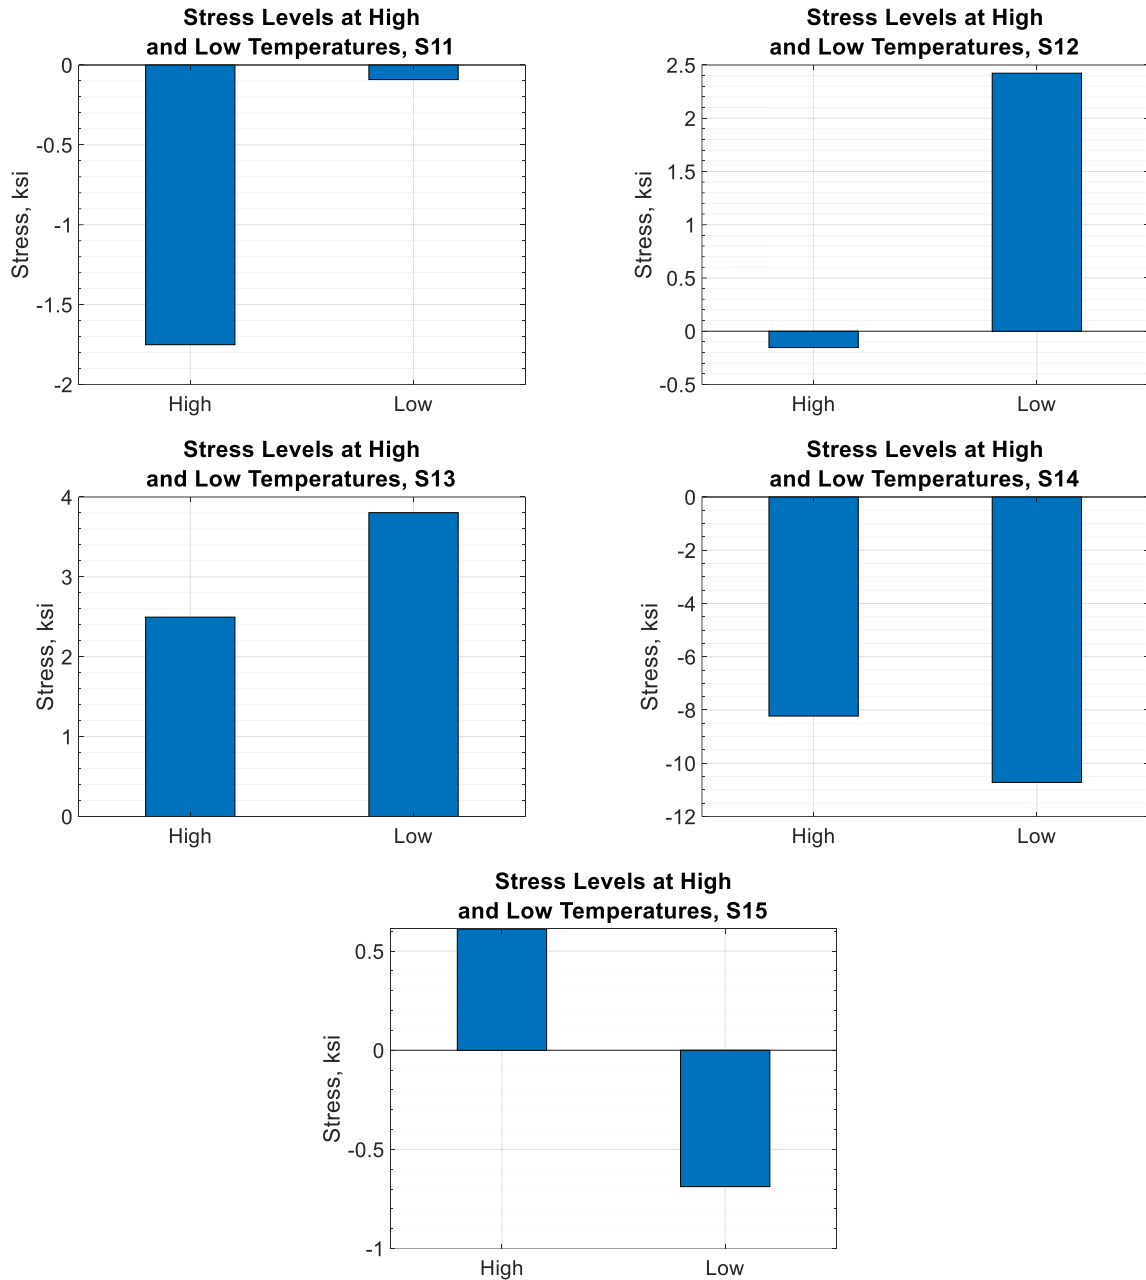 Stress Levels at High
and Low Temperatures, S11
0
-0.5
-1
-1.5
-2
Stress, ksi
High Low
Stress Levels at High
and Low Temperatures, S12
2.5
2
1.5
1
0.5
0
-0.5
Stress, ksi
High Low
Stress Levels at High
and Low Temperatures, S13
4
3
2
1
0
Stress, ksi
High Low
Stress Levels at High
and Low Temperatures, S14
0
-2
-4
-6
-8
-10
-12
Stress, ksi
High Low
Stress Levels at High
and Low Temperatures, S15
0.5
0
-0.5
-1
Stress, ksi
High Low